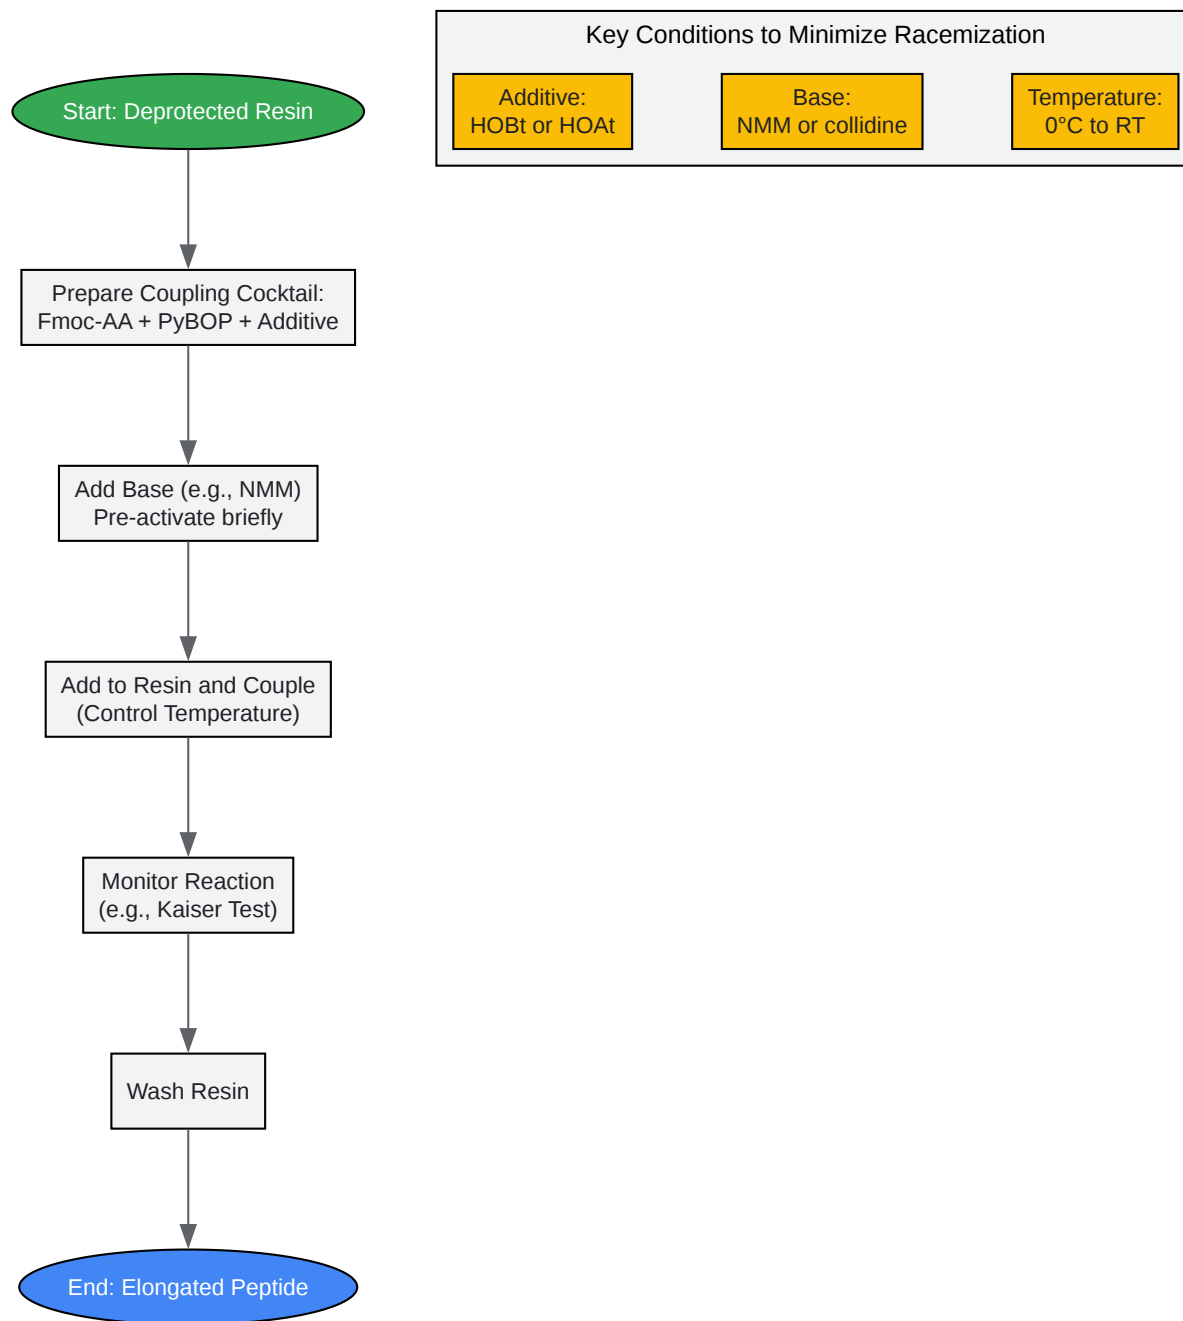 Key Conditions to Minimize Racemization
Start: Deprotected Resin
Additive:
HOBt or HOAt
Base:
NMM or collidine
Temperature:
0°C to RT
Prepare Coupling Cocktail:
Fmoc-AA + PyBOP + Additive
Add Base (e.g., NMM)
Pre-activate briefly
Add to Resin and Couple
(Control Temperature)
Monitor Reaction
(e.g., Kaiser Test)
Wash Resin
End: Elongated Peptide